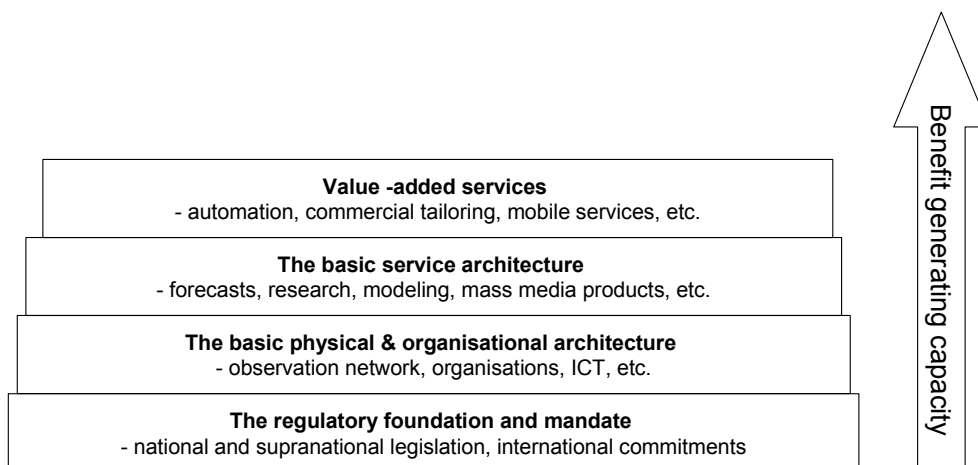 Value -added services
- automation, commercial tailoring, mobile services, etc.
The basic service architecture
- forecasts, research, modeling, mass media products, etc.
The basic physical & organisational architecture
- observation network, organisations, ICT, etc.
The regulatory foundation and mandate
- national and supranational legislation, international commitments
Benefit generating capacity